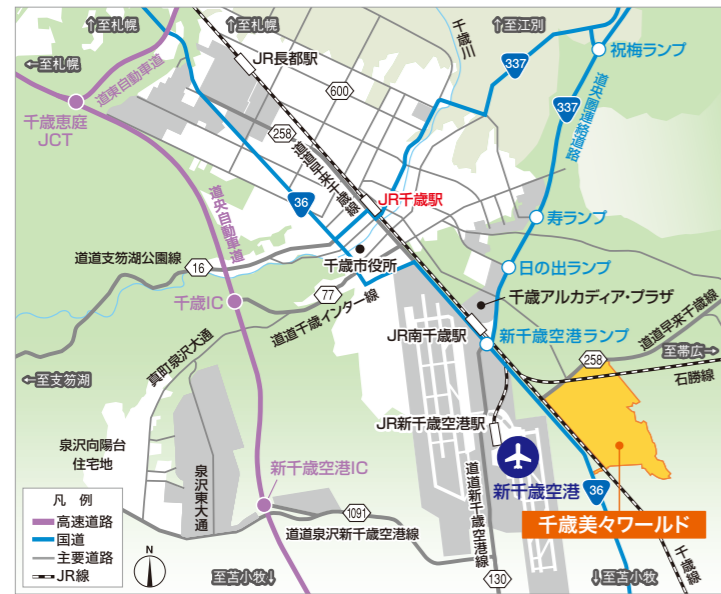 ↑至札幌
↑至札幌
千歳川
↑至江別
祝梅ランプ
←至札幌
道東自動車道
JR長都駅
337
600
337
道央圏連絡道路
千歳恵庭
JCT
258
道道早来千歳線
36
JR千歳駅
道央自動車道
寿ランプ
道道支笏湖公園線
16
千歳市役所
日の出ランプ
77
千歳IC
道道千歳インター線
千歳アルカディア・プラザ
JR南千歳駅
新千歳空港ランプ
道道早来千歳線
至帯広→
258
石勝線
真町泉沢大通
←至支笏湖
JR新千歳空港駅
泉沢向陽台
住宅地
泉沢東大通
新千歳空港IC
新千歳空港
道道新千歳空港線
36
千歳美々ワールド
凡 例
高速道路
国道
主要道路
JR線
N
1091
道道泉沢新千歳空港線
至苫小牧↓
130
↓至苫小牧
千歳線